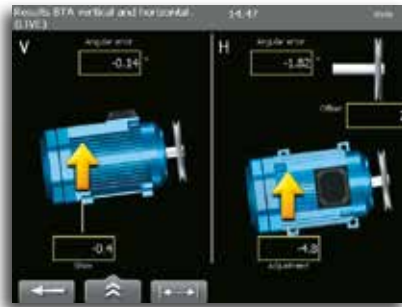 Results BTA vertical and horizontal.
14:47
(LIVE)
V
Angular error
-0.14 °
H
Angular error
-1.82 °
Offset
-0.4
Shim
-4.8
Adjustment